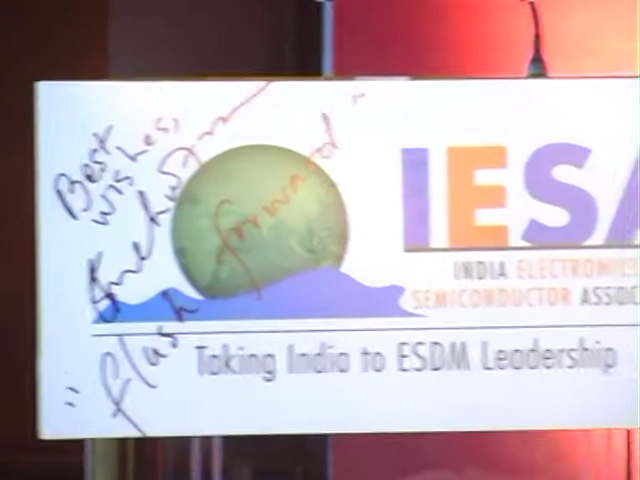 Best
wishes,
"flash forward"
IESA
INDIA ELECTRONICS
SEMICONDUCTOR ASSOC
Taking India to ESDM Leadership